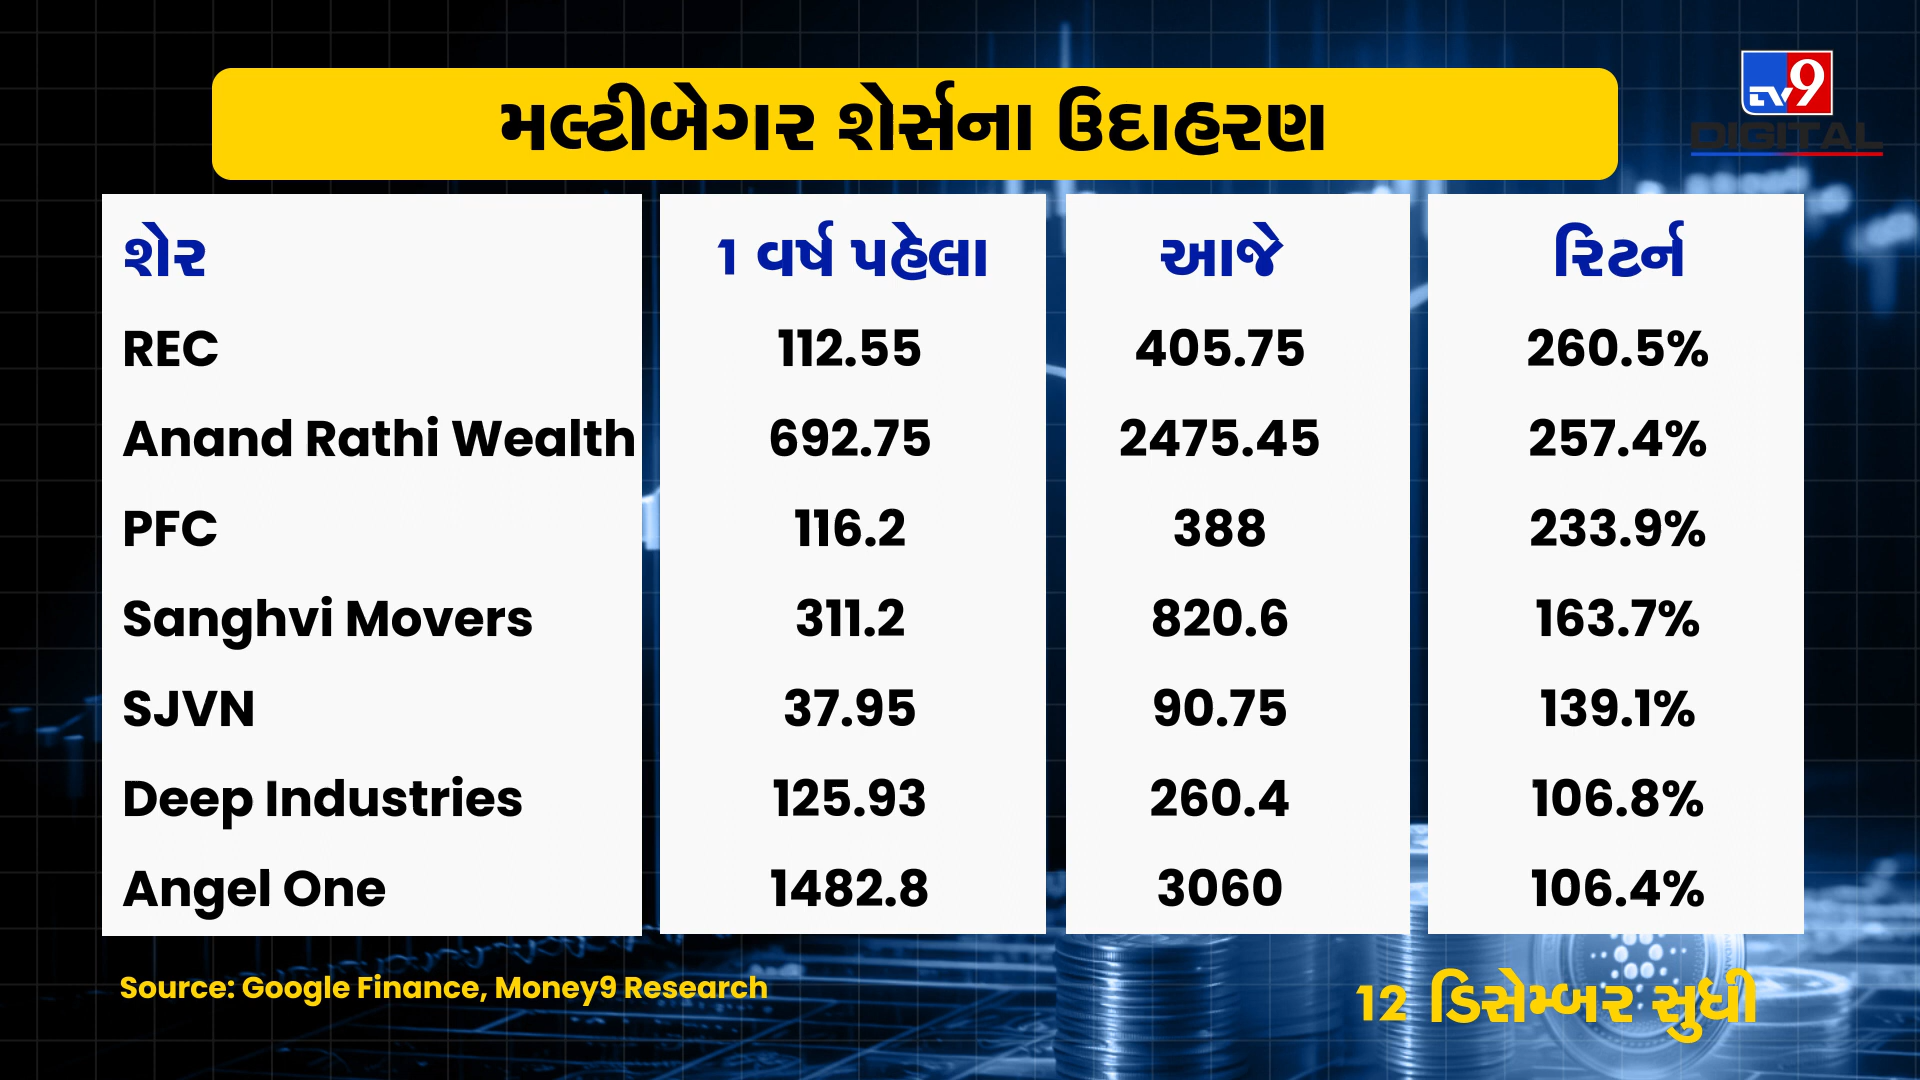 મલ્ટીબેગર શેર્સના ઉદાહરણ
TV9
DIGITAL
શેર 1 વર્ષ પહેલા આજે રિટર્ન
REC 112.55 405.75 260.5%
Anand Rathi Wealth 692.75 2475.45 257.4%
PFC 116.2 388 233.9%
Sanghvi Movers 311.2 820.6 163.7%
SJVN 37.95 90.75 139.1%
Deep Industries 125.93 260.4 106.8%
Angel One 1482.8 3060 106.4%
Source: Google Finance, Money9 Research
12 ડિસેમ્બર સુધી